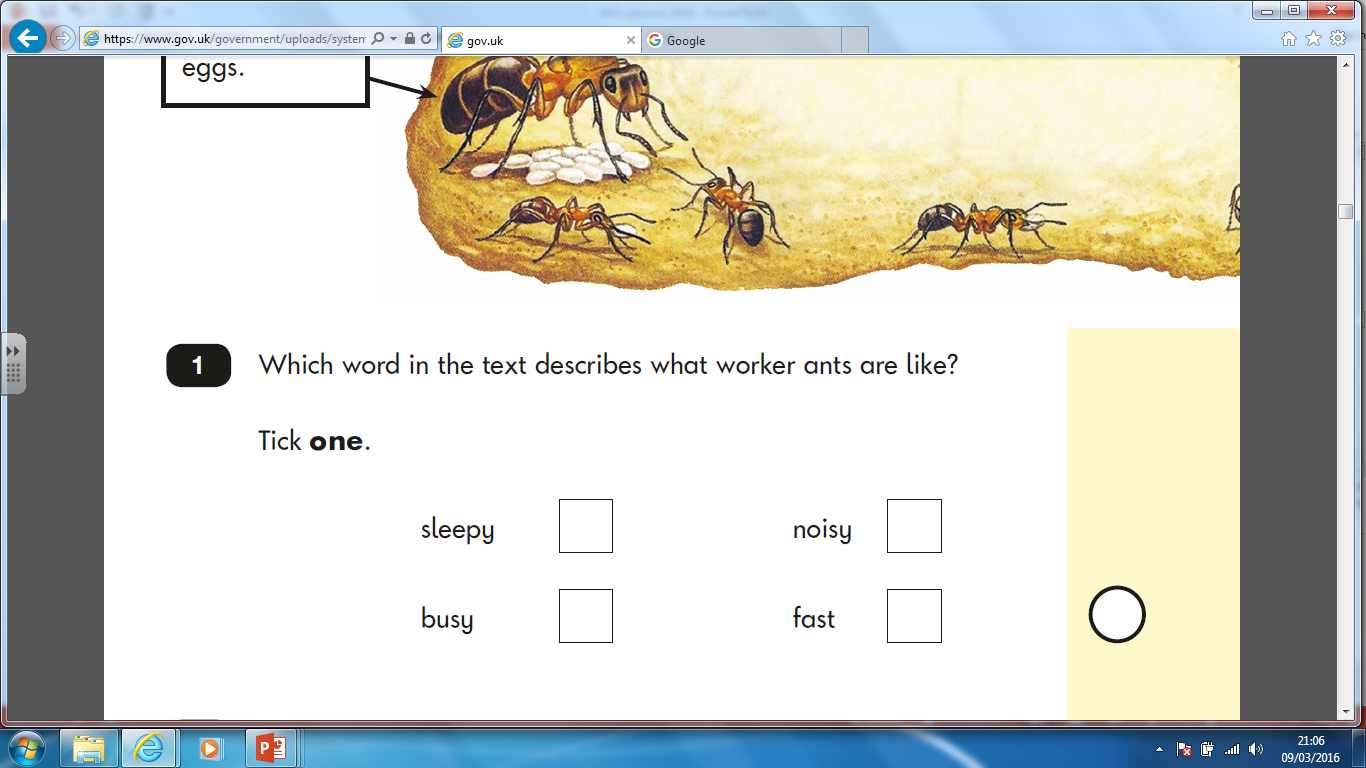 https://www.gov.uk/government/uploads/system
gov.uk
Google
eggs.
1 Which word in the text describes what worker ants are like?
Tick one.
sleepy noisy
busy fast
21:06
09/03/2016